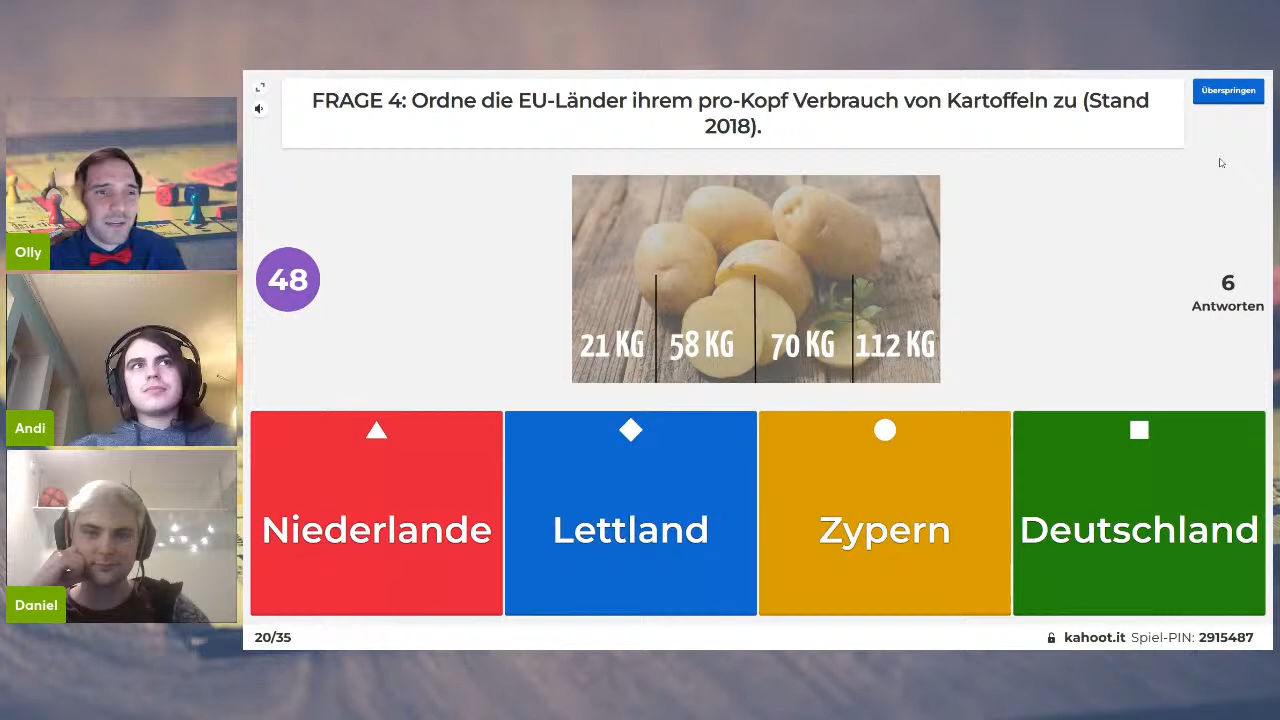 FRAGE 4: Ordne die EU-Länder ihrem pro-Kopf Verbrauch von Kartoffeln zu (Stand
2018).
Überspringen
Olly
48
6
Antworten
21 KG
58 KG
70 KG
112 KG
Andi
Niederlande
Lettland
Zypern
Deutschland
Daniel
20/35
kahoot.it Spiel-PIN: 2915487